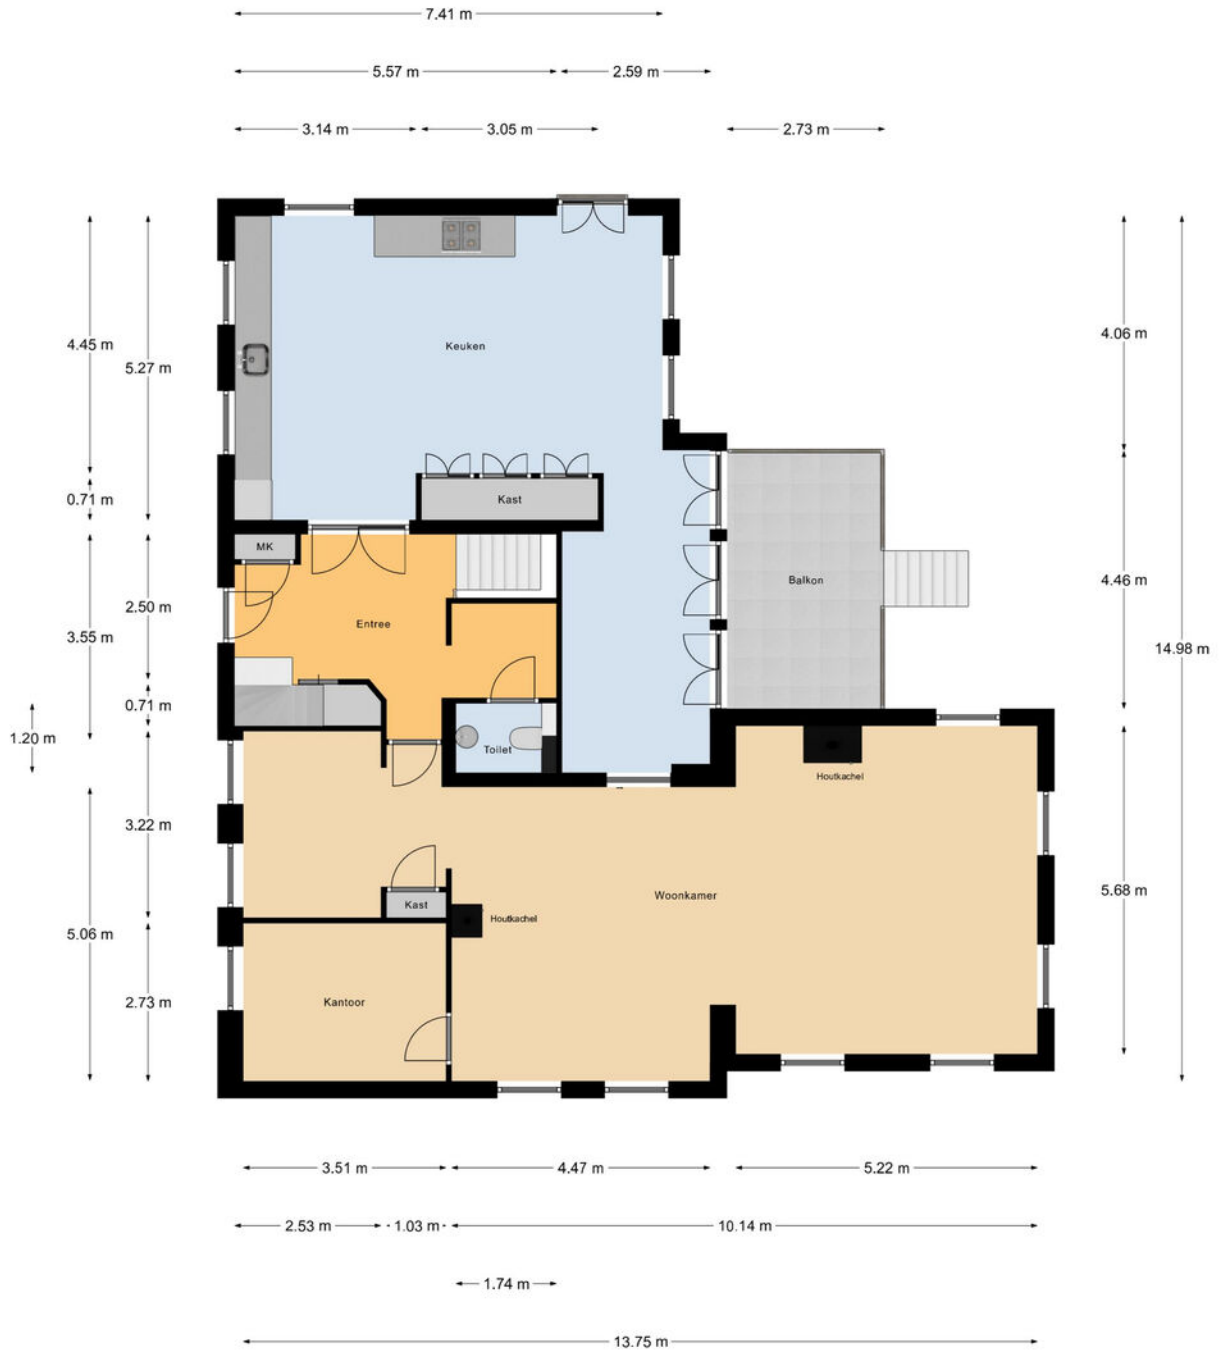 7.41 m
5.57 m 2.59 m
3.14 m 3.05 m 2.73 m
4.06 m
4.45 m
Keuken
5.27 m
0.71 m
Kast
MK
4.46 m
Balkon
2.50 m
Entree
3.55 m
14.98 m
0.71 m
1.20 m
Toilet
Houtkachel
3.22 m
5.68 m
Woonkamer
Kast
Houtkachel
5.06 m
2.73 m
Kantoor
3.51 m 4.47 m 5.22 m
2.53 m 1.03 m 10.14 m
1.74 m
13.75 m